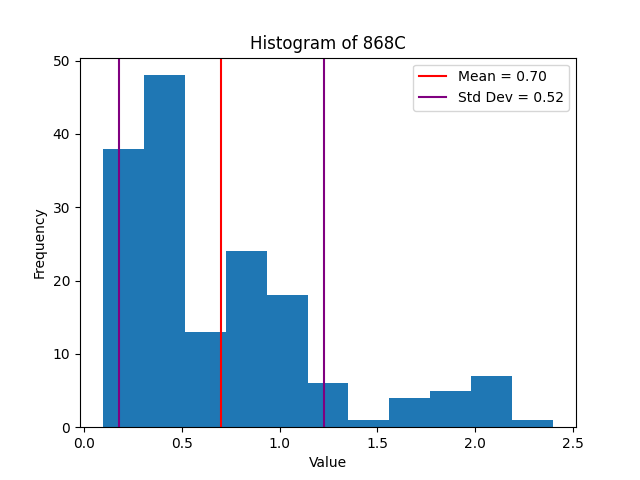 Histogram of 868C
Mean = 0.70
Std Dev = 0.52
50
40
30
20
10
0
Frequency
0.0 0.5 1.0 1.5 2.0 2.5
Value